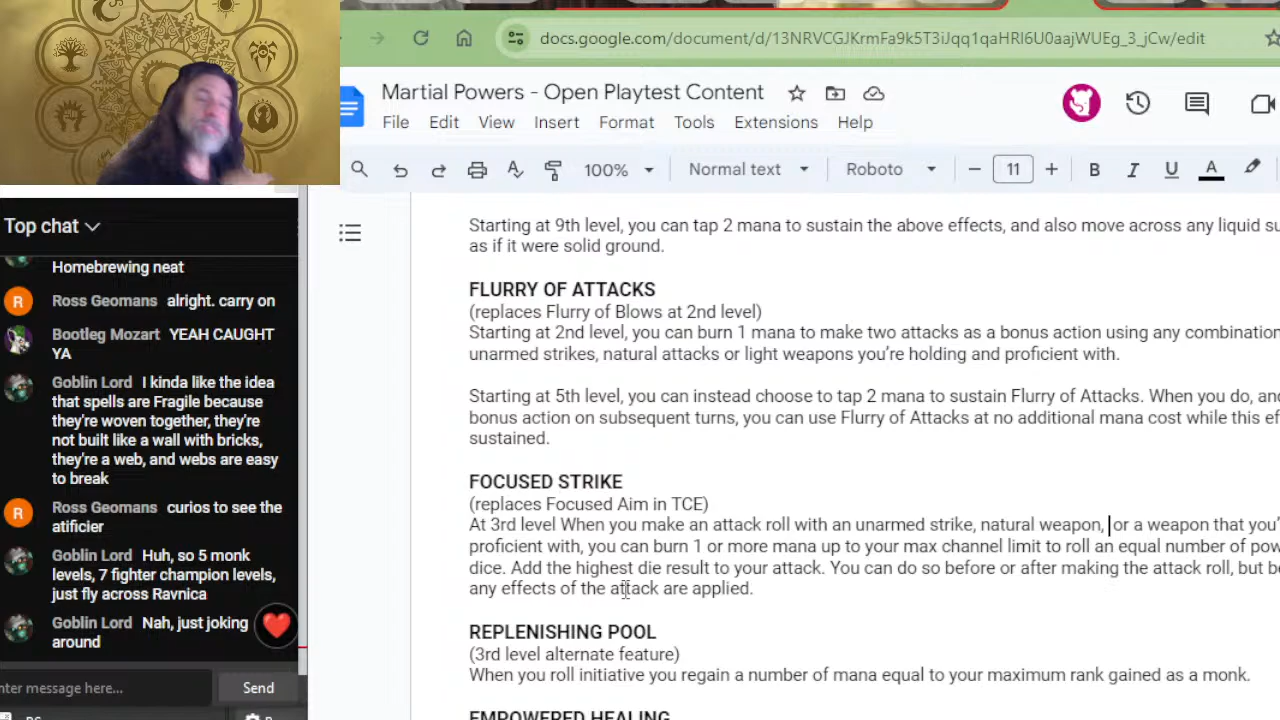 docs.google.com/document/d/13NRVCGJKrmFa9k5T3iJqq1qaHRl6U0aajWUEg_3_jCw/edit
Martial Powers - Open Playtest Content
File Edit View Insert Format Tools Extensions Help
100% Normal text Roboto 11 B I U A
Top chat
Homebrewing neat
R Ross Geomans alright. carry on
Bootleg Mozart YEAH CAUGHT
YA
Goblin Lord I kinda like the idea
that spells are Fragile because
they're woven together, they're
not built like a wall with bricks,
they're a web, and webs are easy
to break
R Ross Geomans curios to see the
atificier
Goblin Lord Huh, so 5 monk
levels, 7 fighter champion levels,
just fly across Ravnica
Goblin Lord Nah, just joking
around
nter message here... Send
Starting at 9th level, you can tap 2 mana to sustain the above effects, and also move across any liquid su
as if it were solid ground.
FLURRY OF ATTACKS
(replaces Flurry of Blows at 2nd level)
Starting at 2nd level, you can burn 1 mana to make two attacks as a bonus action using any combination
unarmed strikes, natural attacks or light weapons you're holding and proficient with.
Starting at 5th level, you can instead choose to tap 2 mana to sustain Flurry of Attacks. When you do, and
bonus action on subsequent turns, you can use Flurry of Attacks at no additional mana cost while this ef
sustained.
FOCUSED STRIKE
(replaces Focused Aim in TCE)
At 3rd level When you make an attack roll with an unarmed strike, natural weapon, or a weapon that you'
proficient with, you can burn 1 or more mana up to your max channel limit to roll an equal number of pow
dice. Add the highest die result to your attack. You can do so before or after making the attack roll, but be
any effects of the attack are applied.
REPLENISHING POOL
(3rd level alternate feature)
When you roll initiative you regain a number of mana equal to your maximum rank gained as a monk.
EMPOWERED HEALING